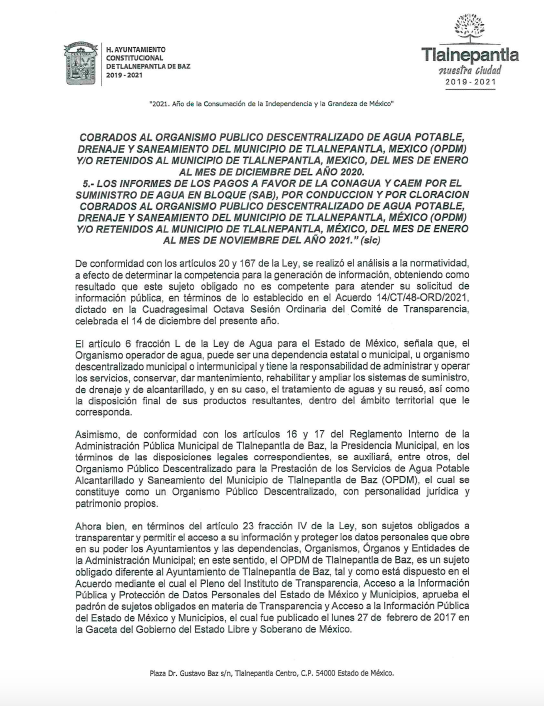 H. AYUNTAMIENTO
CONSTITUCIONAL
DE TLALNEPANTLA DE BAZ
2019 - 2021
Tlalnepantla
nuestra ciudad
2019 - 2021
"2021. Año de la Consumación de la Independencia y la Grandeza de México"
COBRADOS AL ORGANISMO PUBLICO DESCENTRALIZADO DE AGUA POTABLE,
DRENAJE Y SANEAMIENTO DEL MUNICIPIO DE TLALNEPANTLA, MEXICO (OPDM)
Y/O RETENIDOS AL MUNICIPIO DE TLALNEPANTLA, MEXICO, DEL MES DE ENERO
AL MES DE DICIEMBRE DEL AÑO 2020.
5.- LOS INFORMES DE LOS PAGOS A FAVOR DE LA CONAGUA Y CAEM POR EL
SUMINISTRO DE AGUA EN BLOQUE (SAB), POR CONDUCCION Y POR CLORACION
COBRADOS AL ORGANISMO PUBLICO DESCENTRALIZADO DE AGUA POTABLE,
DRENAJE Y SANEAMIENTO DEL MUNICIPIO DE TLALNEPANTLA, MÉXICO (OPDM)
Y/O RETENIDOS AL MUNICIPIO DE TLALNEPANTLA, MÉXICO, DEL MES DE ENERO
AL MES DE NOVIEMBRE DEL AÑO 2021." (sic)
De conformidad con los artículos 20 y 167 de la Ley, se realizó el análisis a la normatividad,
a efecto de determinar la competencia para la generación de información, obteniendo como
resultado que este sujeto obligado no es competente para atender su solicitud de
información pública, en términos de lo establecido en el Acuerdo 14/CT/48-ORD/2021,
dictado en la Cuadragesimal Octava Sesión Ordinaria del Comité de Transparencia,
celebrada el 14 de diciembre del presente año.
El artículo 6 fracción L de la Ley de Agua para el Estado de México, señala que, el
Organismo operador de agua, puede ser una dependencia estatal o municipal, u organismo
descentralizado municipal o intermunicipal y tiene la responsabilidad de administrar y operar
los servicios, conservar, dar mantenimiento, rehabilitar y ampliar los sistemas de suministro,
de drenaje y de alcantarillado, y en su caso, el tratamiento de aguas y su reusó, así como
la disposición final de sus productos resultantes, dentro del ámbito territorial que le
corresponda.
Asimismo, de conformidad con los artículos 16 y 17 del Reglamento Interno de la
Administración Pública Municipal de Tlalnepantla de Baz, la Presidencia Municipal, en los
términos de las disposiciones legales correspondientes, se auxiliará, entre otros, del
Organismo Público Descentralizado para la Prestación de los Servicios de Agua Potable
Alcantarillado y Saneamiento del Municipio de Tlalnepantla de Baz (OPDM), el cual se
constituye como un Organismo Público Descentralizado, con personalidad jurídica y
patrimonio propios.
Ahora bien, en términos del artículo 23 fracción IV de la Ley, son sujetos obligados a
transparentar y permitir el acceso a su información y proteger los datos personales que obre
en su poder los Ayuntamientos y las dependencias, Organismos, Órganos y Entidades de
la Administración Municipal; en este sentido, el OPDM de Tlalnepantla de Baz, es un sujeto
obligado diferente al Ayuntamiento de Tlalnepantla de Baz, tal y como está dispuesto en el
Acuerdo mediante el cual el Pleno del Instituto de Transparencia, Acceso a la Información
Pública y Protección de Datos Personales del Estado de México y Municipios, aprueba el
padrón de sujetos obligados en materia de Transparencia y Acceso a la Información Pública
del Estado de México y Municipios, el cual fue publicado el lunes 27 de febrero de 2017 en
la Gaceta del Gobierno del Estado Libre y Soberano de México.
Plaza Dr. Gustavo Baz s/n, Tlalnepantla Centro, C.P. 54000 Estado de México.